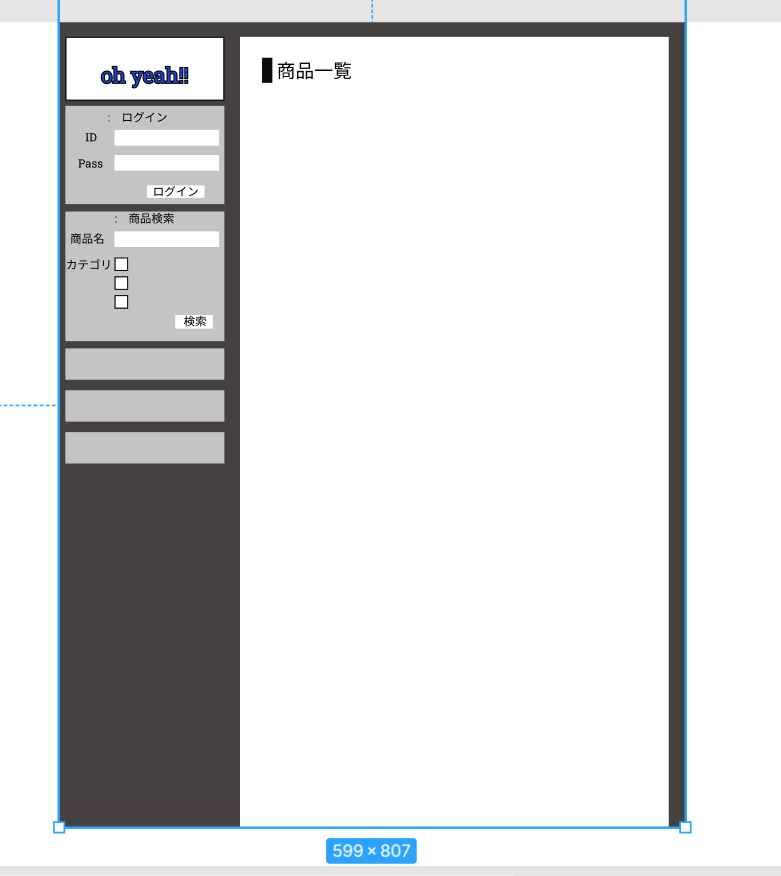 oh yeah!!
: ログイン
ID
Pass
ログイン
: 商品検索
商品名
カテゴリ
検索
商品一覧
599 × 807